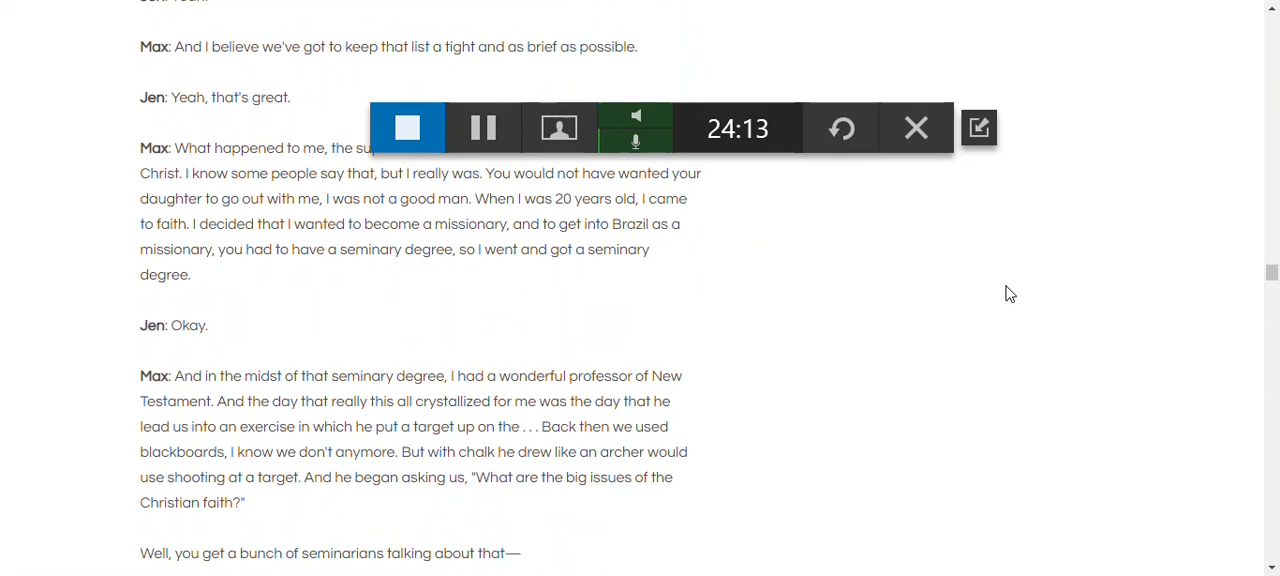 Max: And I believe we've got to keep that list a tight and as brief as possible.
Jen: Yeah, that's great.
24:13
Max: What happened to me, the
Christ. I know some people say that, but I really was. You would not have wanted your
daughter to go out with me, I was not a good man. When I was 20 years old, I came
to faith. I decided that I wanted to become a missionary, and to get into Brazil as a
missionary, you had to have a seminary degree, so I went and got a seminary
degree.
Jen: Okay.
Max: And in the midst of that seminary degree, I had a wonderful professor of New
Testament. And the day that really this all crystallized for me was the day that he
lead us into an exercise in which he put a target up on the . . . Back then we used
blackboards, I know we don't anymore. But with chalk he drew like an archer would
use shooting at a target. And he began asking us, "What are the big issues of the
Christian faith?"
Well, you get a bunch of seminarians talking about that—